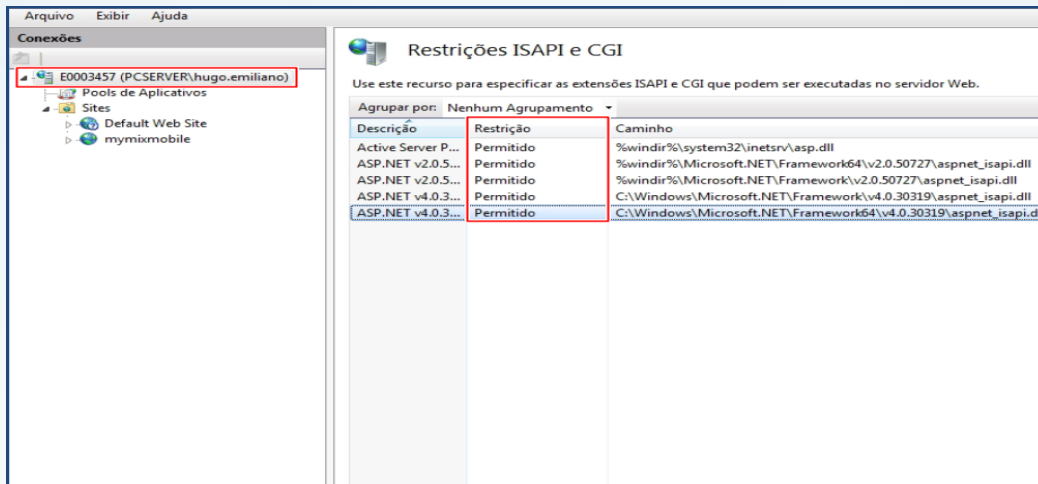 Arquivo Exibir Ajuda
Conexões
E0003457 (PCSERVER\hugo.emiliano)
Pools de Aplicativos
Sites
Default Web Site
mymixmobile
Restrições ISAPI e CGI
Use este recurso para especificar as extensões ISAPI e CGI que podem ser executadas no servidor Web.
Agrupar por: Nenhum Agrupamento
Descrição Restrição Caminho
Active Server P... Permitido %windir%\system32\inetsrv\asp.dll
ASP.NET v2.0.5... Permitido %windir%\Microsoft.NET\Framework64\v2.0.50727\aspnet_isapi.dll
ASP.NET v2.0.5... Permitido %windir%\Microsoft.NET\Framework\v2.0.50727\aspnet_isapi.dll
ASP.NET v4.0.3... Permitido C:\Windows\Microsoft.NET\Framework\v4.0.30319\aspnet_isapi.dll
ASP.NET v4.0.3... Permitido C:\Windows\Microsoft.NET\Framework64\v4.0.30319\aspnet_isapi.d